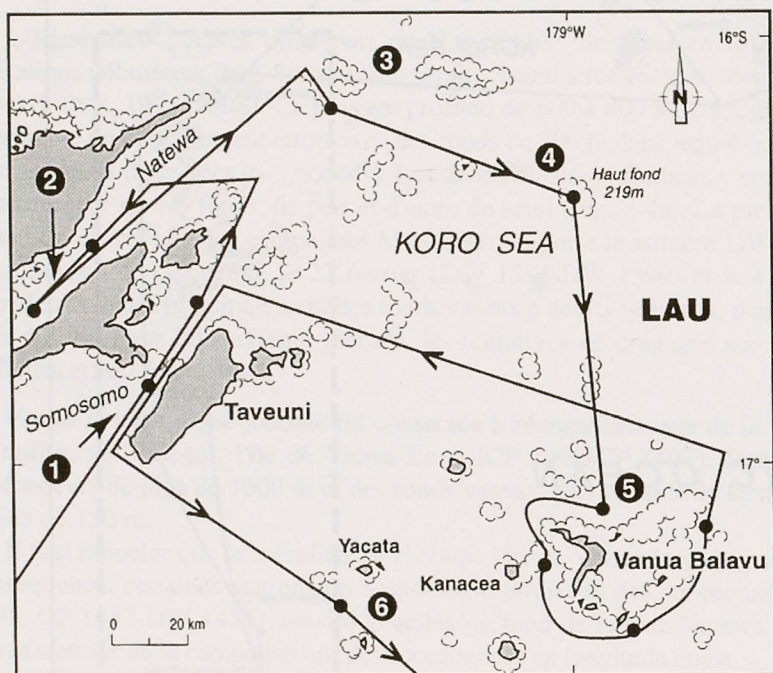 179°W
16°S
3
N
Natewa
2
4
Haut fond
219m
KORO SEA
LAU
Somosomo
Taveuni
1
17°
5
Yacata
Kanacea
Vanua Balavu
6
0 20 km